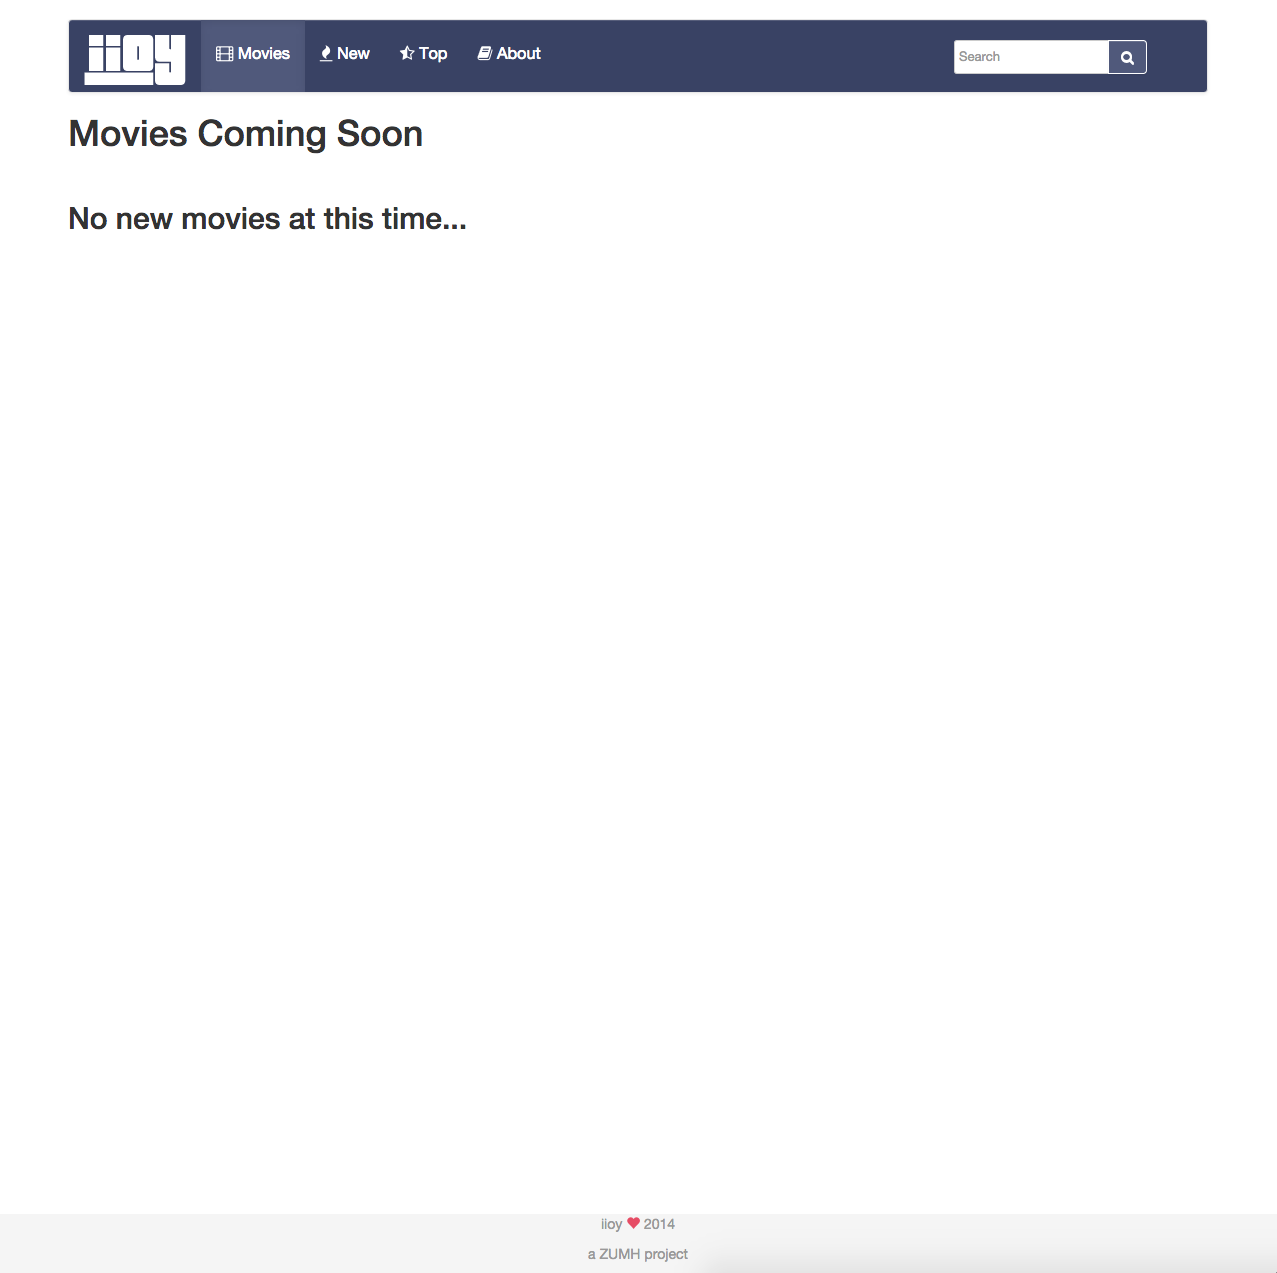 iioy Movies New Top About Search
Movies Coming Soon
No new movies at this time...
iioy ❤ 2014
a ZUMH project